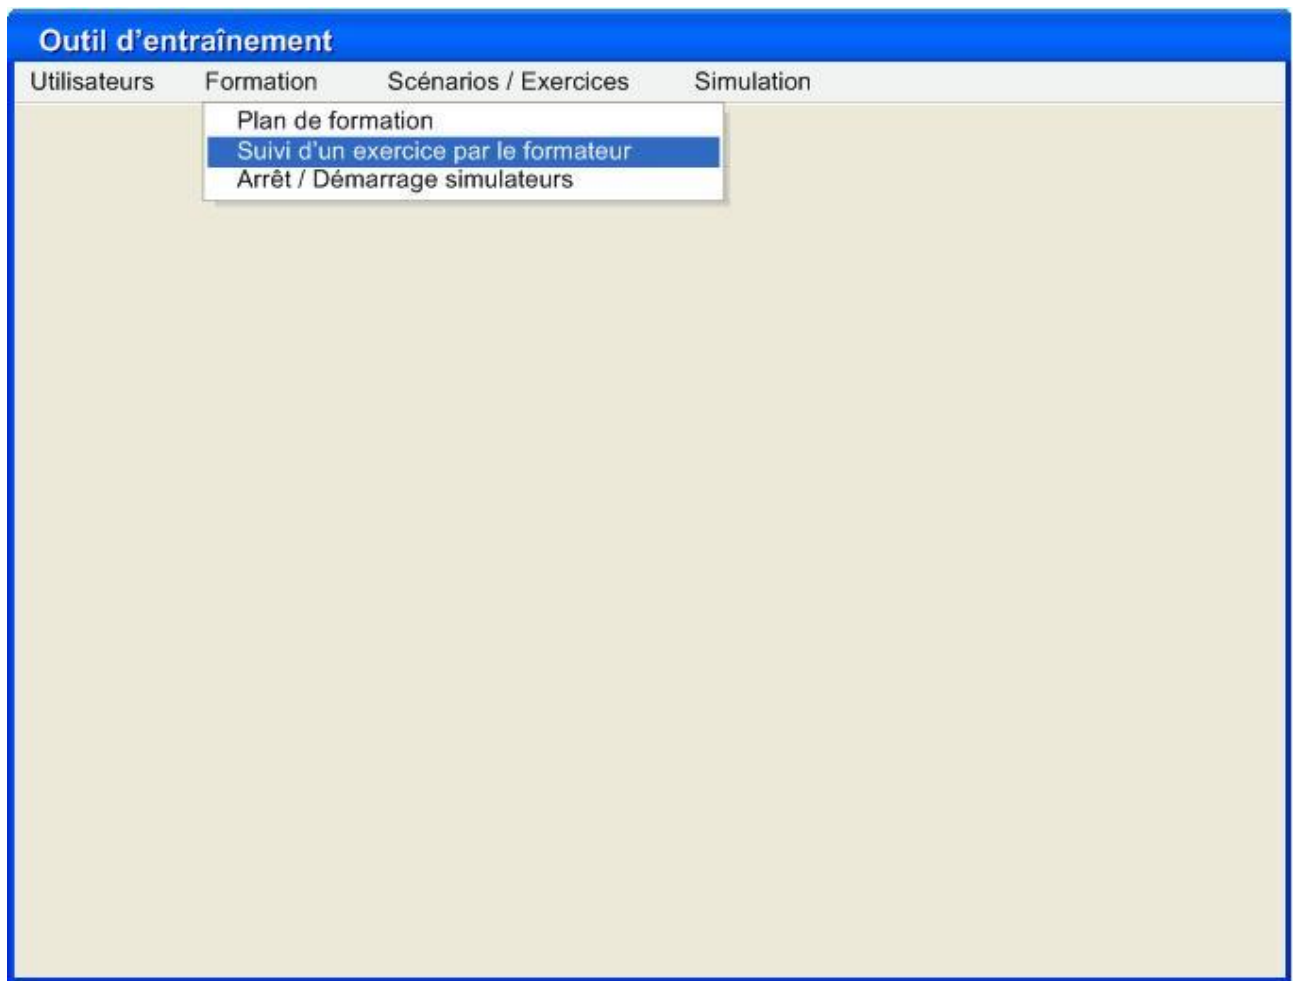 Outil d’entraînement
Utilisateurs Formation Scénarios / Exercices Simulation
Plan de formation
Suivi d’un exercice par le formateur
Arrêt / Démarrage simulateurs